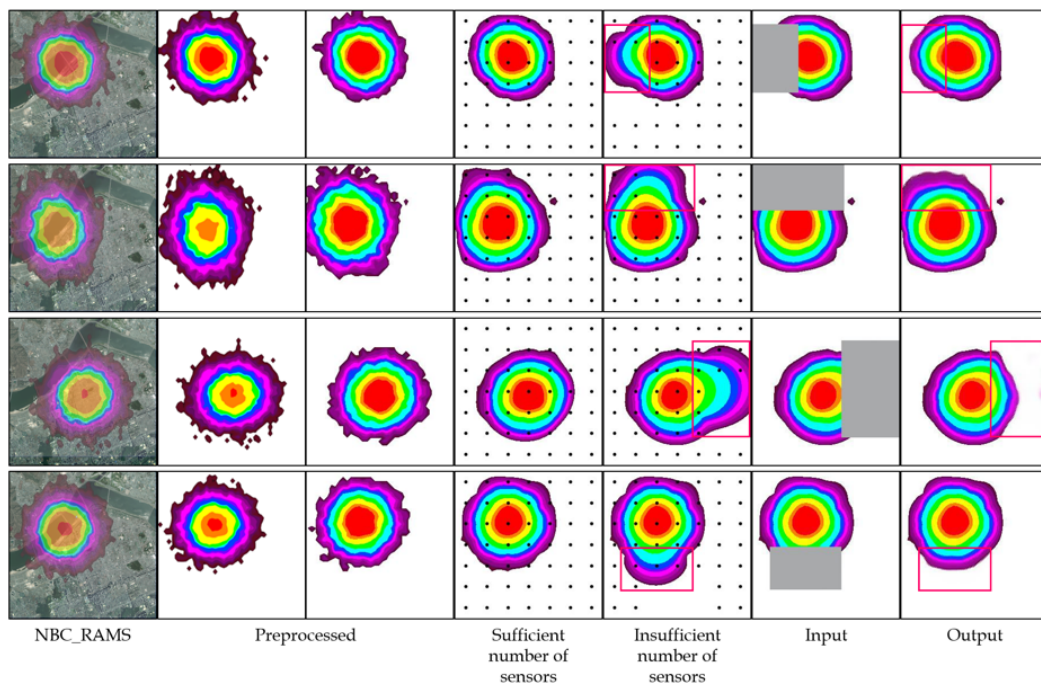 NBC_RAMS
Preprocessed
Sufficient
number of
sensors
Insufficient
number of
sensors
Input
Output